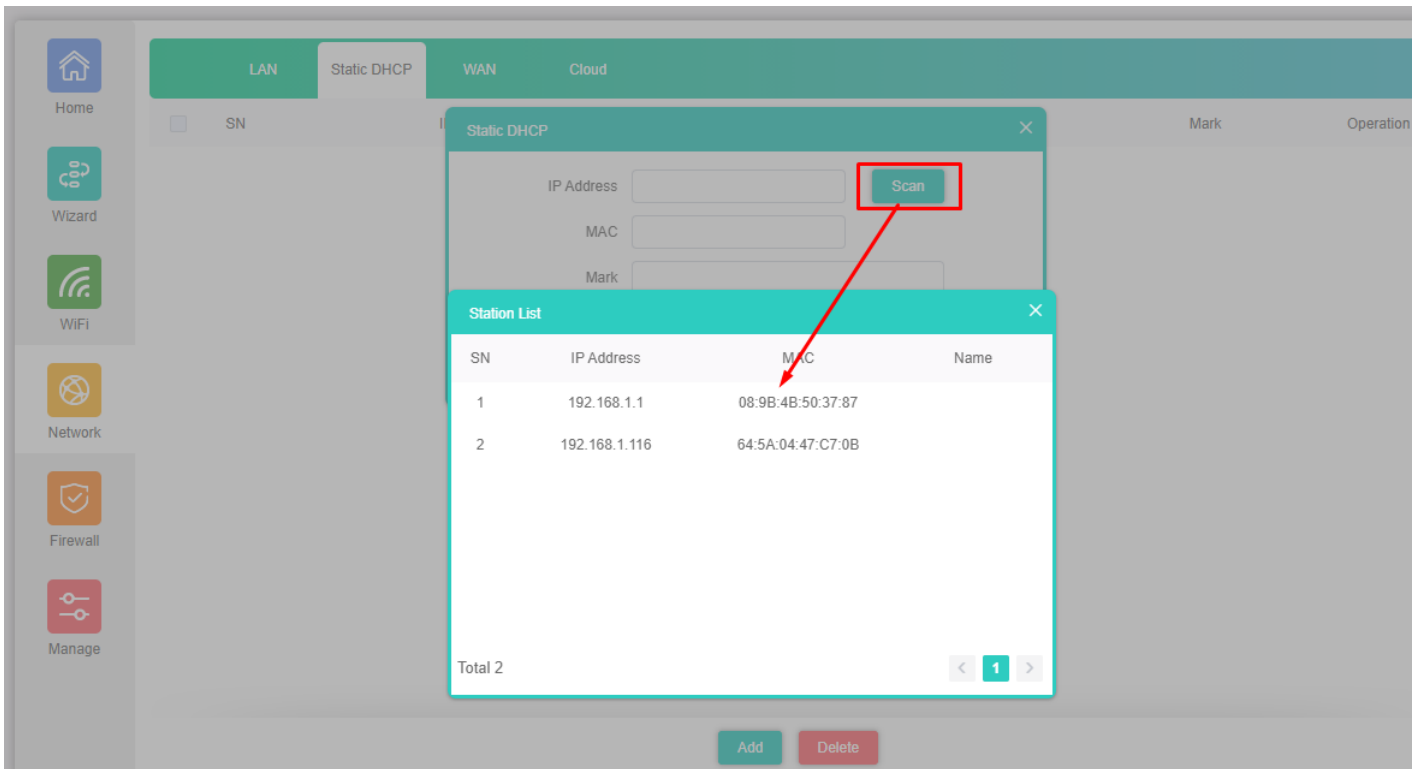 Home
Wizard
WiFi
Network
Firewall
Manage
LAN Static DHCP WAN Cloud
SN Mark Operation
Static DHCP
IP Address Scan
MAC
Mark
Station List
SN IP Address MAC Name
1 192.168.1.1 08:9B:4B:50:37:87
2 192.168.1.116 64:5A:04:47:C7:0B
Total 2 1
Add Delete